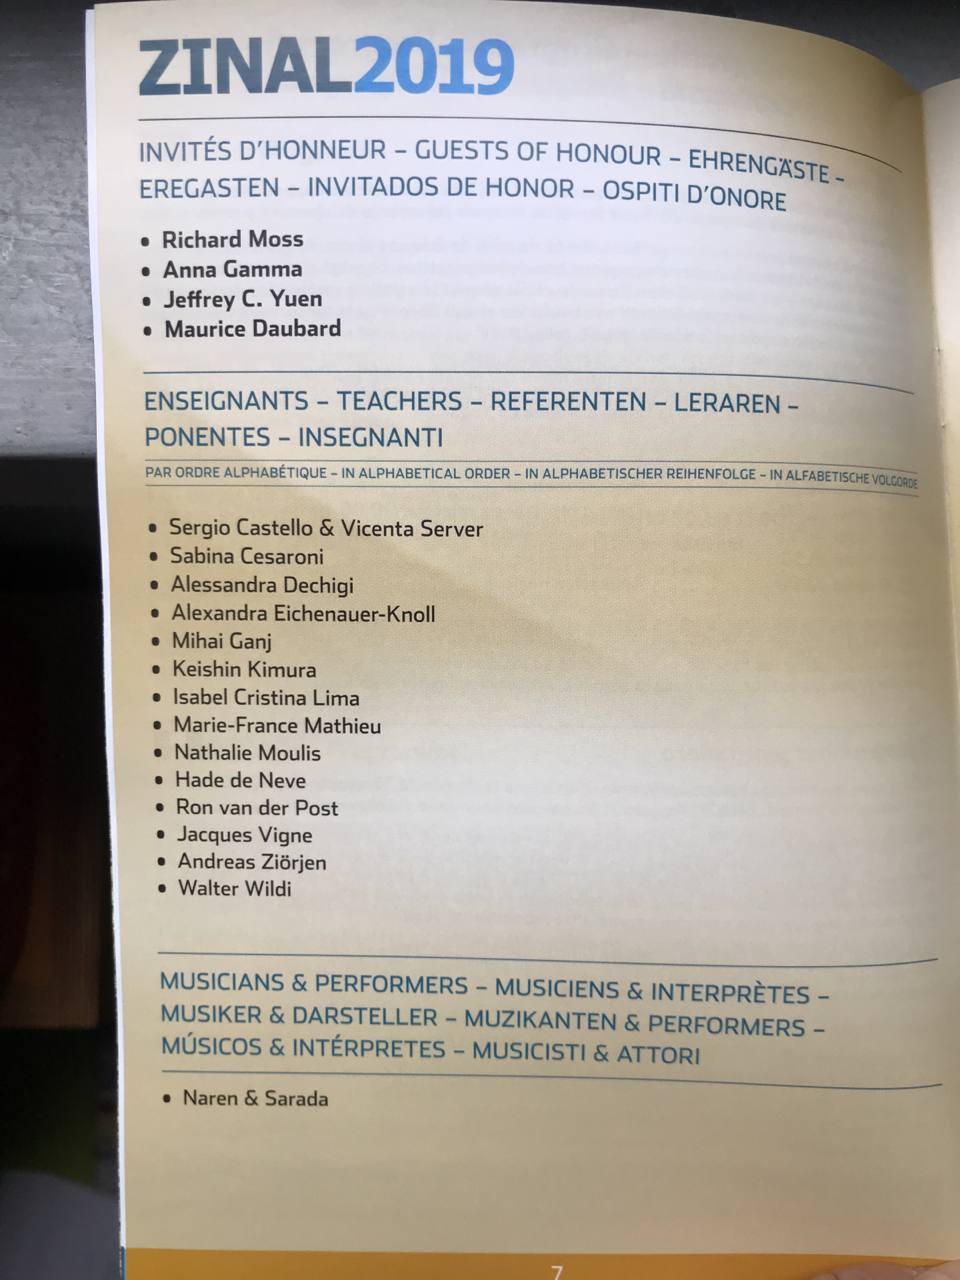 ZINAL2019
INVITÉS D'HONNEUR – GUESTS OF HONOUR – EHRENGÄSTE –
EREGASTEN – INVITADOS DE HONOR – OSPITI D'ONORE
• Richard Moss
• Anna Gamma
• Jeffrey C. Yuen
• Maurice Daubard
ENSEIGNANTS – TEACHERS – REFERENTEN – LERAREN –
PONENTES – INSEGNANTI
PAR ORDRE ALPHABÉTIQUE – IN ALPHABETICAL ORDER – IN ALPHABETISCHER REIHENFOLGE – IN ALFABETISCHE VOLGORDE
• Sergio Castello & Vicenta Server
• Sabina Cesaroni
• Alessandra Dechigi
• Alexandra Eichenauer-Knoll
• Mihai Ganj
• Keishin Kimura
• Isabel Cristina Lima
• Marie-France Mathieu
• Nathalie Moulis
• Hade de Neve
• Ron van der Post
• Jacques Vigne
• Andreas Ziörjen
• Walter Wildi
MUSICIANS & PERFORMERS – MUSICIENS & INTERPRÈTES –
MUSIKER & DARSTELLER – MUZIKANTEN & PERFORMERS –
MÚSICOS & INTÉRPRETES – MUSICISTI & ATTORI
• Naren & Sarada
7